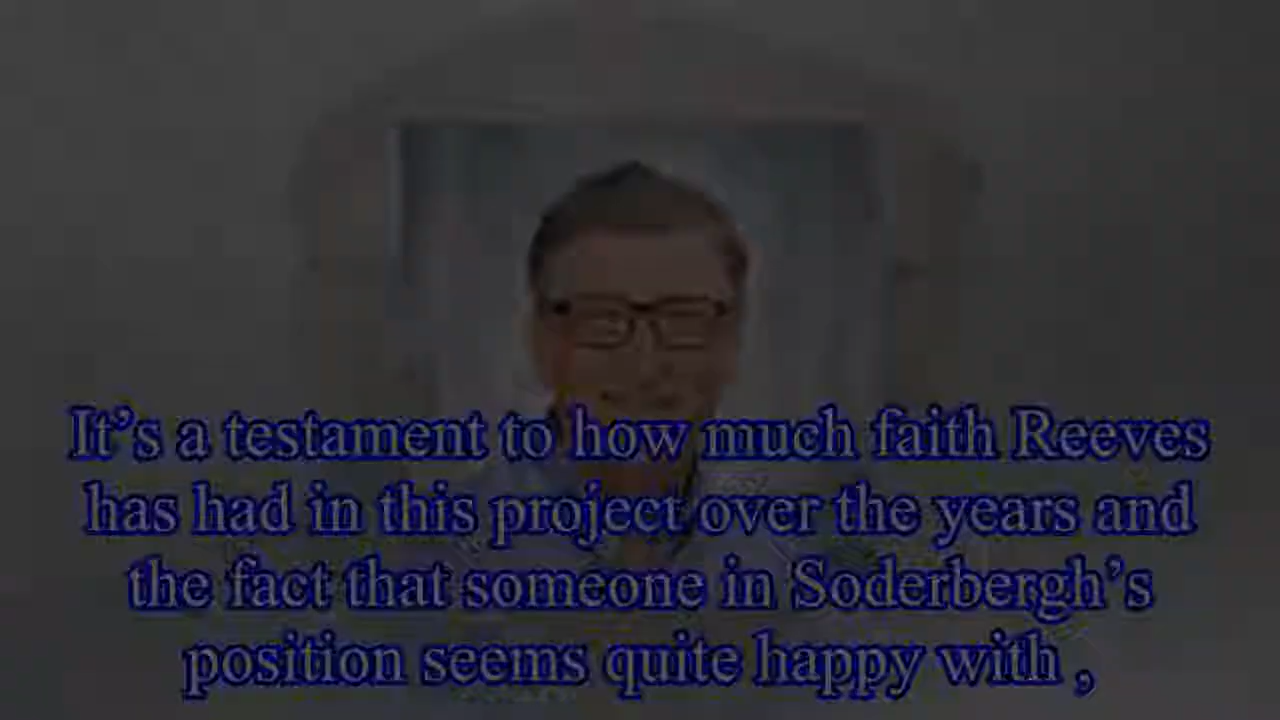 It’s a testament to how much faith Reeves
has had in this project over the years and
the fact that someone in Soderbergh’s
position seems quite happy with ,